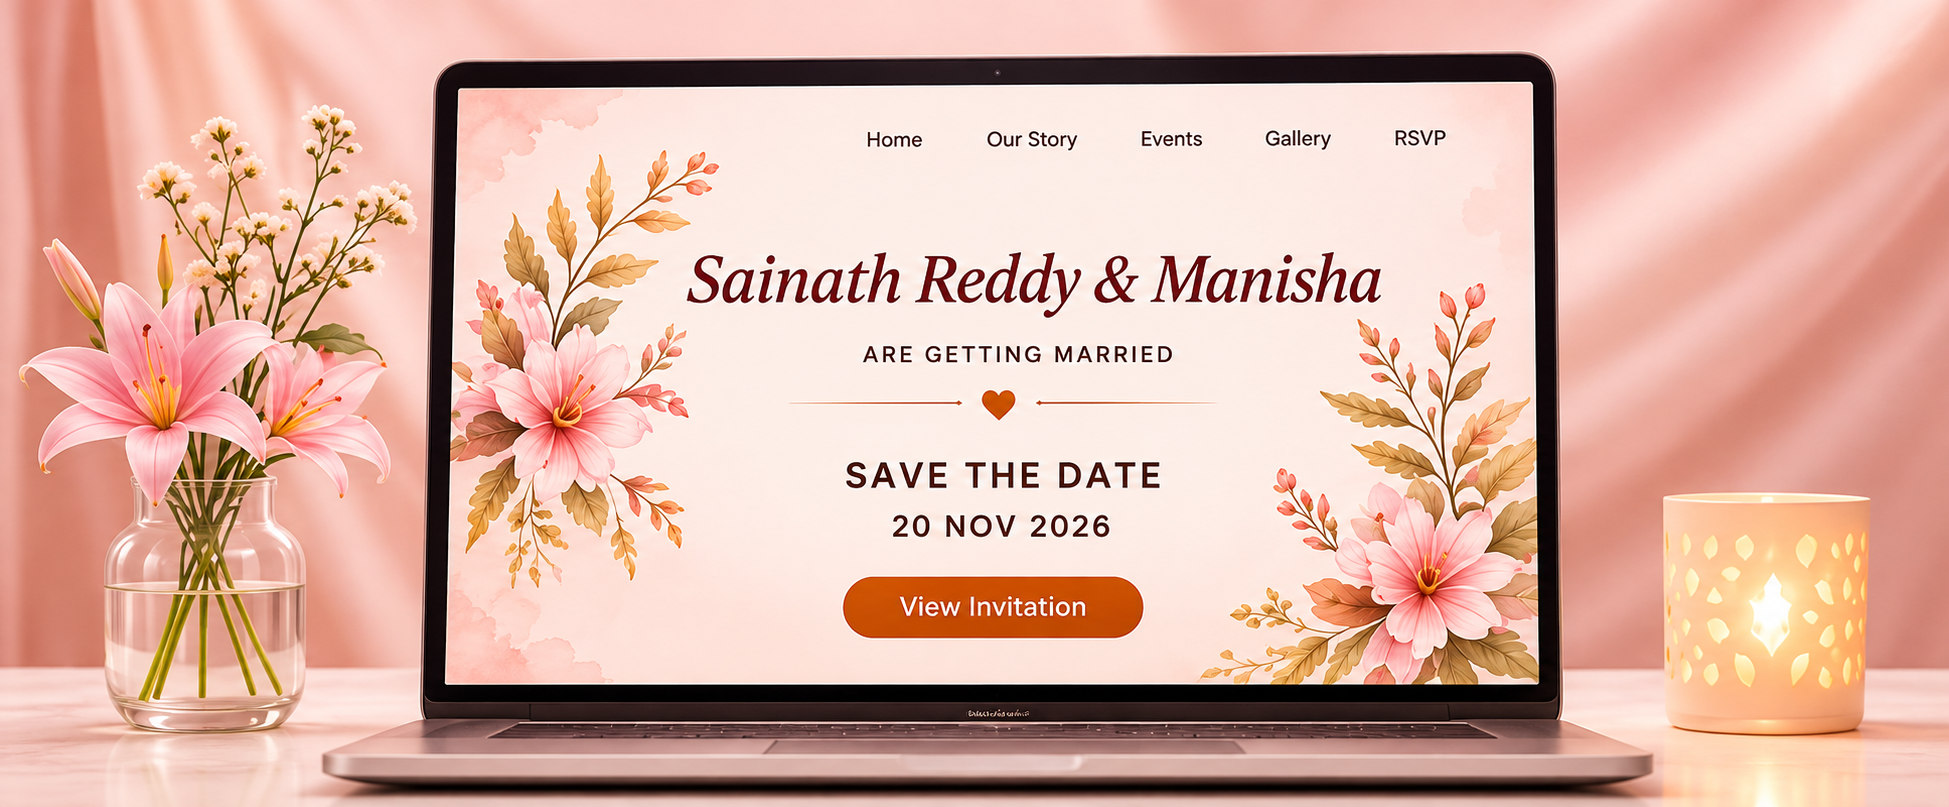 Home Our Story Events Gallery RSVP
Sainath Reddy & Manisha
ARE GETTING MARRIED
SAVE THE DATE
20 NOV 2026
View Invitation